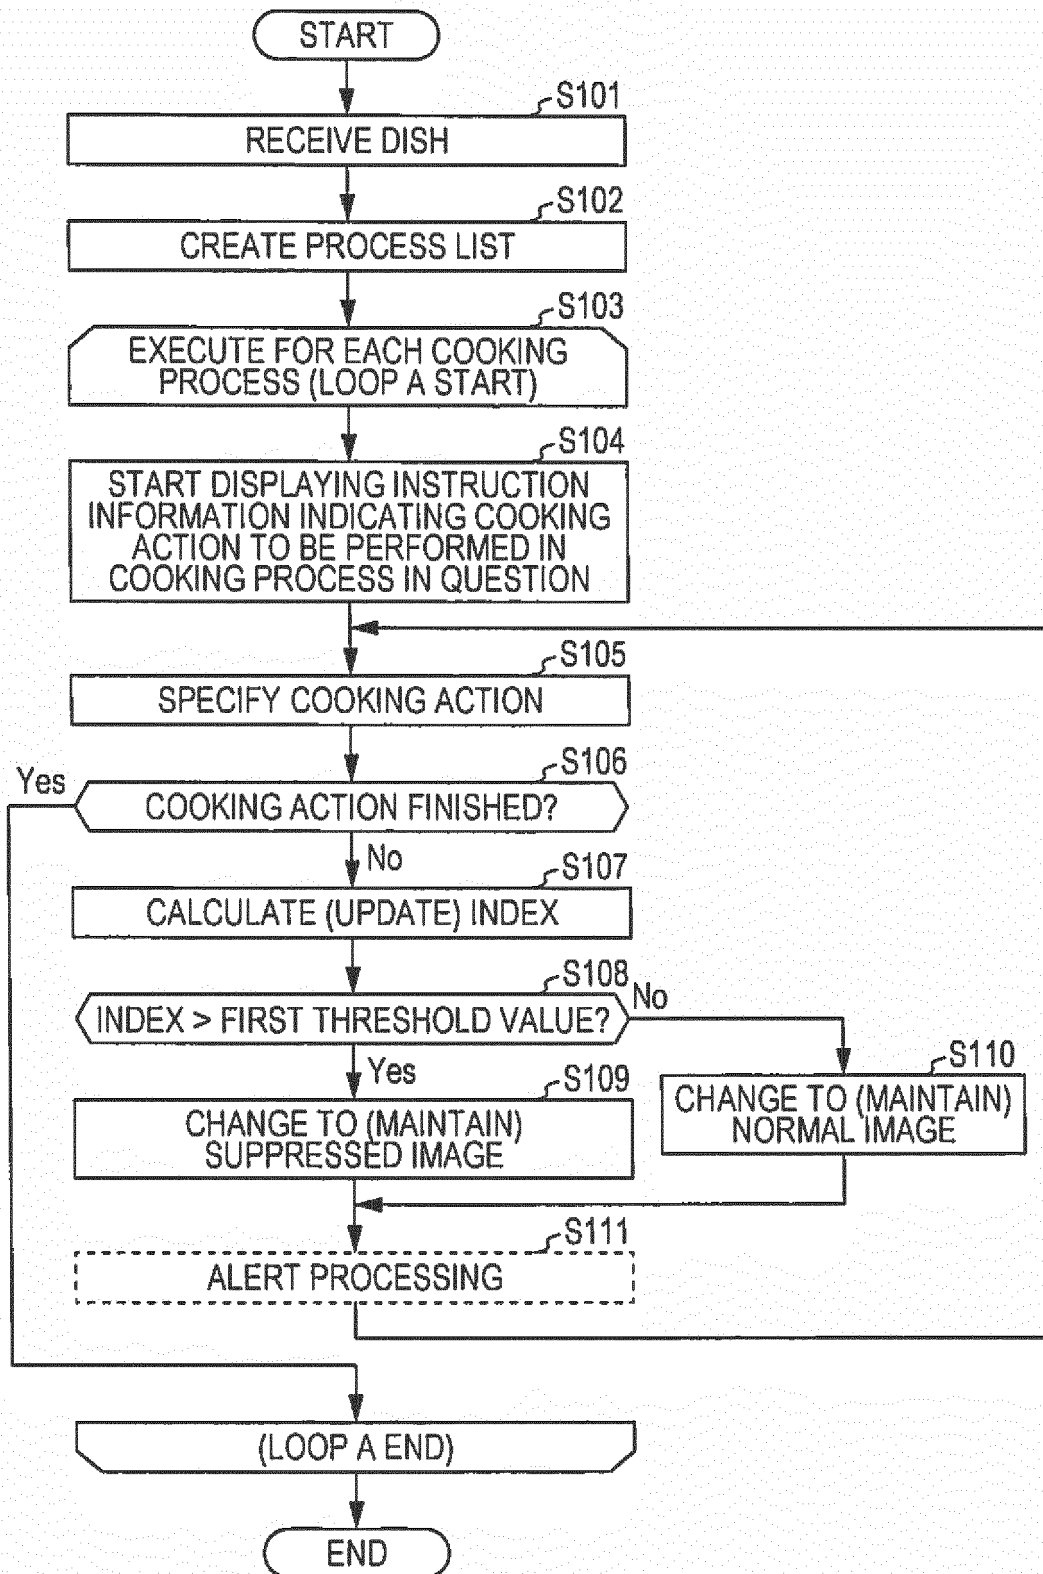 START
S101
RECEIVE DISH
S102
CREATE PROCESS LIST
S103
EXECUTE FOR EACH COOKING
PROCESS (LOOP A START)
S104
START DISPLAYING INSTRUCTION
INFORMATION INDICATING COOKING
ACTION TO BE PERFORMED IN
COOKING PROCESS IN QUESTION
S105
SPECIFY COOKING ACTION
S106
Yes
COOKING ACTION FINISHED?
No
S107
CALCULATE (UPDATE) INDEX
S108
INDEX > FIRST THRESHOLD VALUE?
No
Yes
S109
CHANGE TO (MAINTAIN)
SUPPRESSED IMAGE
S110
CHANGE TO (MAINTAIN)
NORMAL IMAGE
S111
ALERT PROCESSING
(LOOP A END)
END